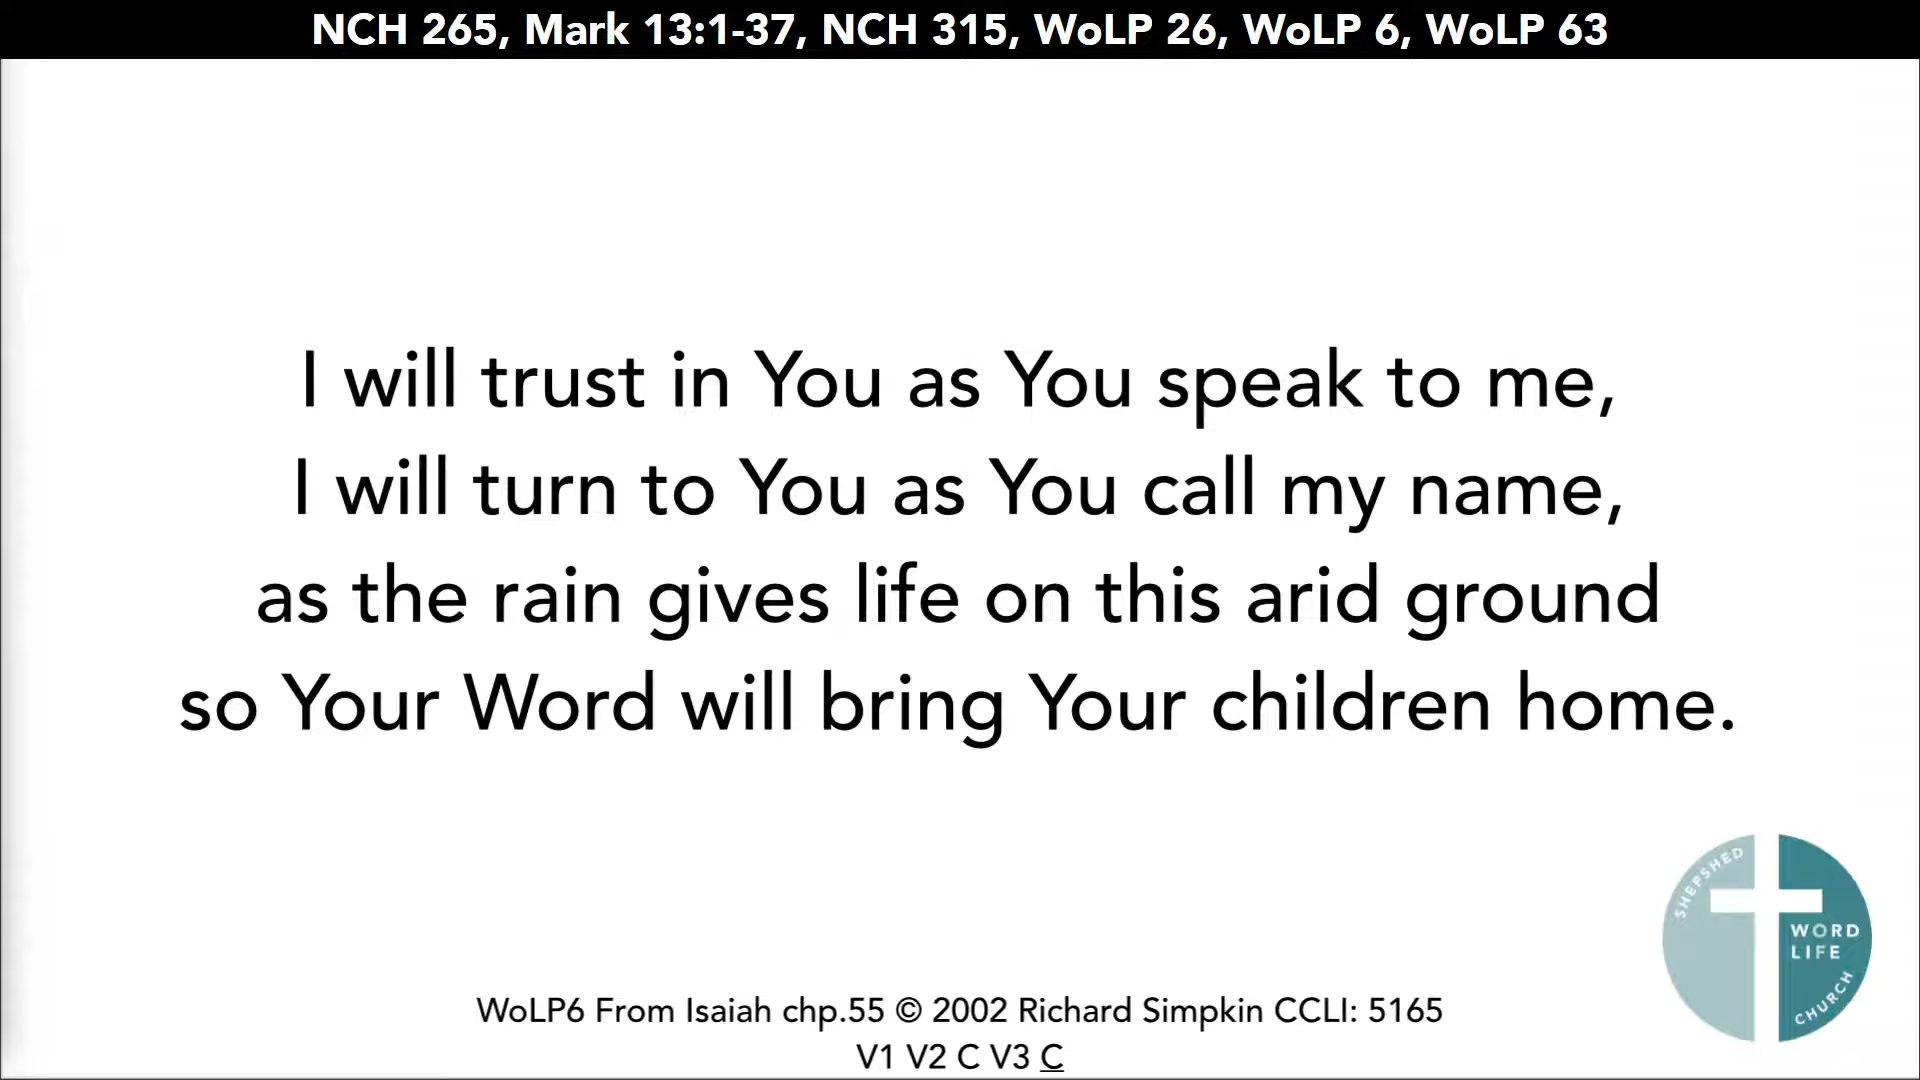 NCH 265, Mark 13:1-37, NCH 315, WoLP 26, WoLP 6, WoLP 63
I will trust in You as You speak to me,
I will turn to You as You call my name,
as the rain gives life on this arid ground
so Your Word will bring Your children home.
SHEPSHED
WORD
LIFE
CHURCH
WoLP6 From Isaiah chp.55 © 2002 Richard Simpkin CCLI: 5165
V1 V2 C V3 C